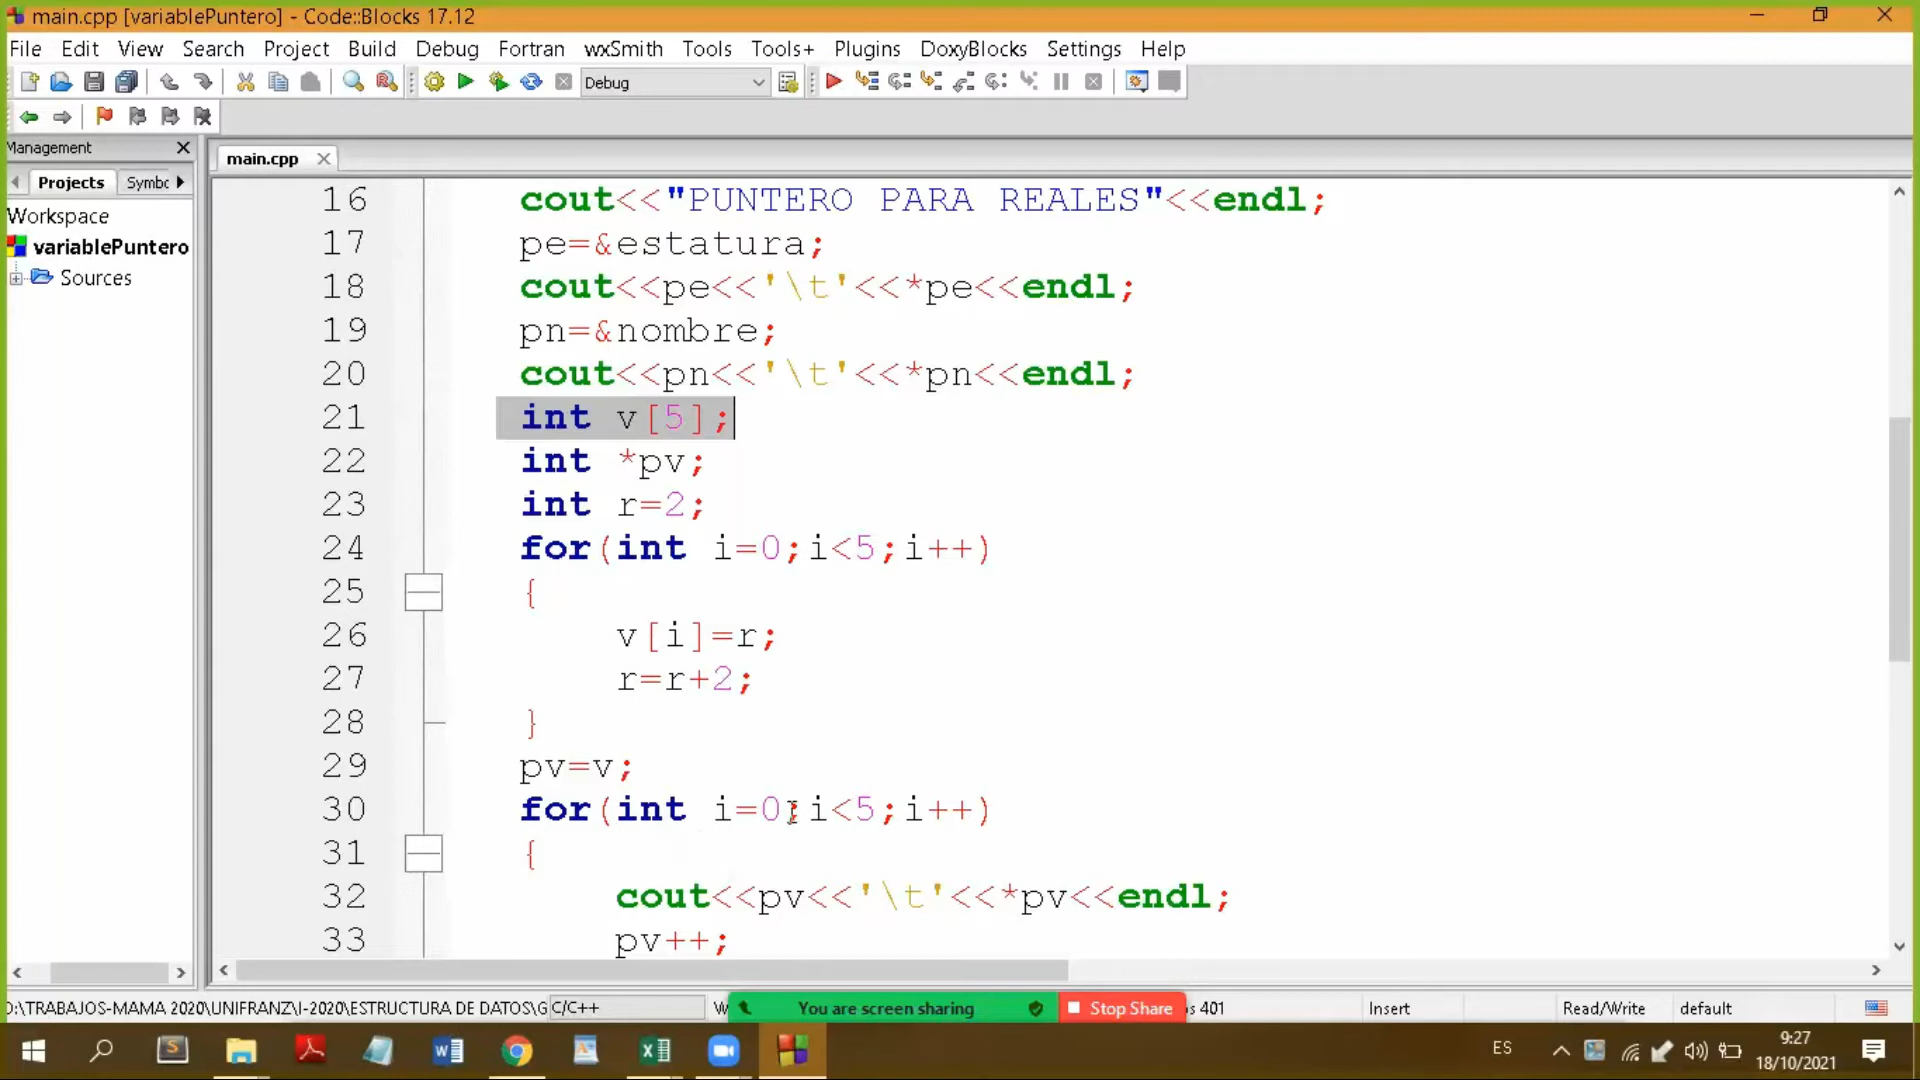 main.cpp [variablePuntero] - Code::Blocks 17.12
File Edit View Search Project Build Debug Fortran wxSmith Tools Tools+ Plugins DoxyBlocks Settings Help
Debug
Management
main.cpp
Projects Symbc
Workspace
variablePuntero
Sources
16 cout<<"PUNTERO PARA REALES"<<endl;
17 pe=&estatura;
18 cout<<pe<<'\t'<<*pe<<endl;
19 pn=&nombre;
20 cout<<pn<<'\t'<<*pn<<endl;
21 int v[5];
22 int *pv;
23 int r=2;
24 for(int i=0;i<5;i++)
25 {
26 v[i]=r;
27 r=r+2;
28 }
29 pv=v;
30 for(int i=0;i<5;i++)
31 {
32 cout<<pv<<'\t'<<*pv<<endl;
33 pv++;
D:\TRABAJOS-MAMA 2020\UNIFRANZ\I-2020\ESTRUCTURA DE DATOS\G C/C++ You are screen sharing Stop Share s 401 Insert Read/Write default
ES 9:27
18/10/2021